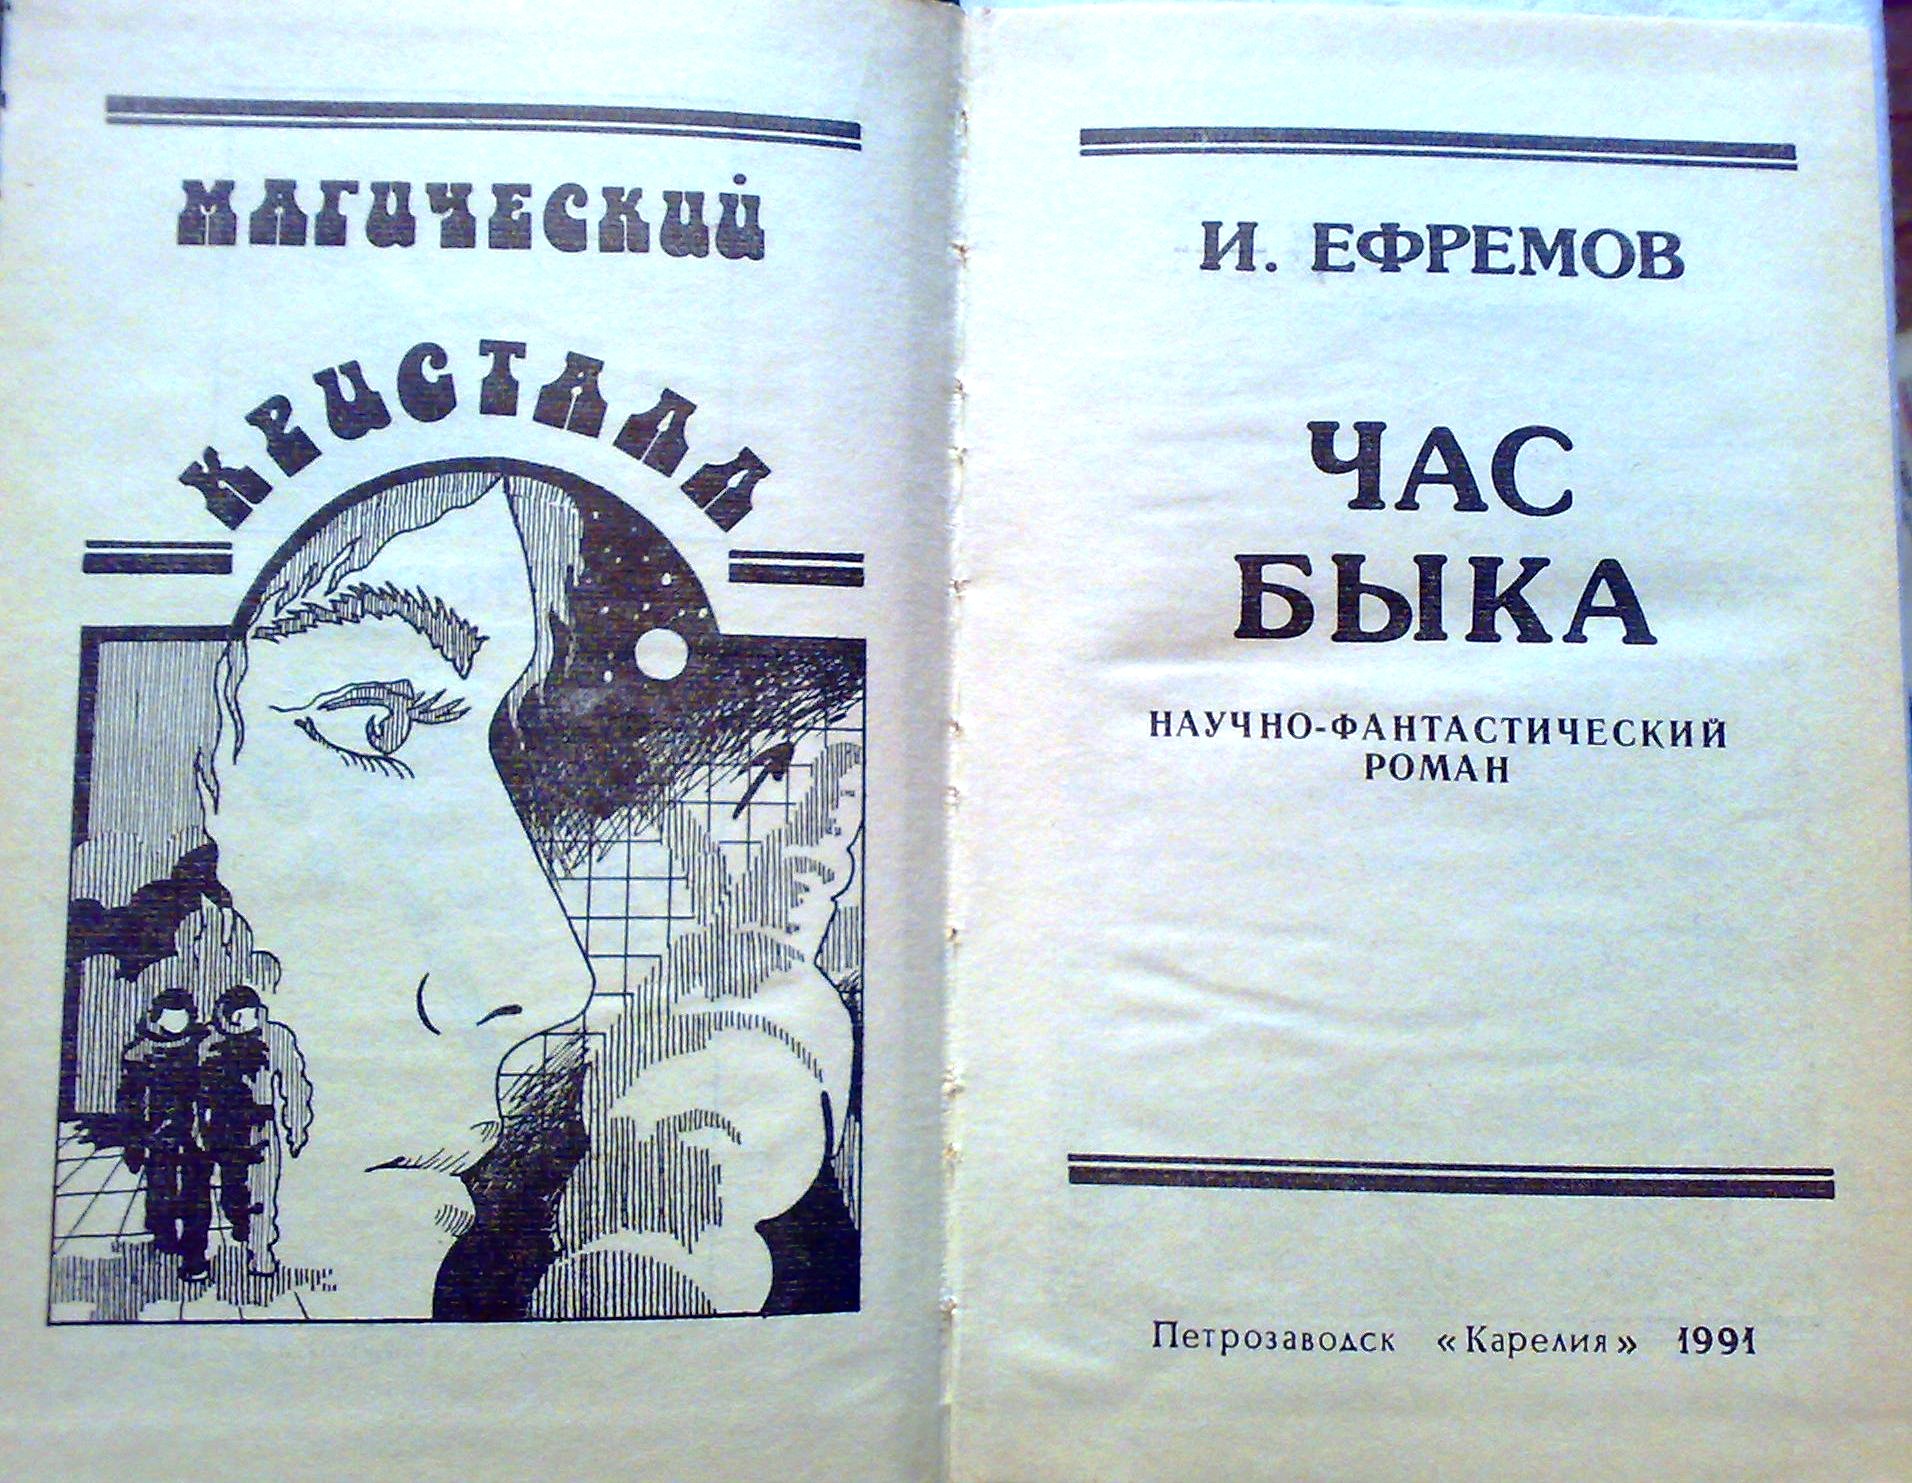 МАГИЧЕСКИЙ
КРИСТАЛЛ
И. ЕФРЕМОВ
ЧАС
БЫКА
НАУЧНО-ФАНТАСТИЧЕСКИЙ
РОМАН
Петрозаводск «Карелия» 1991